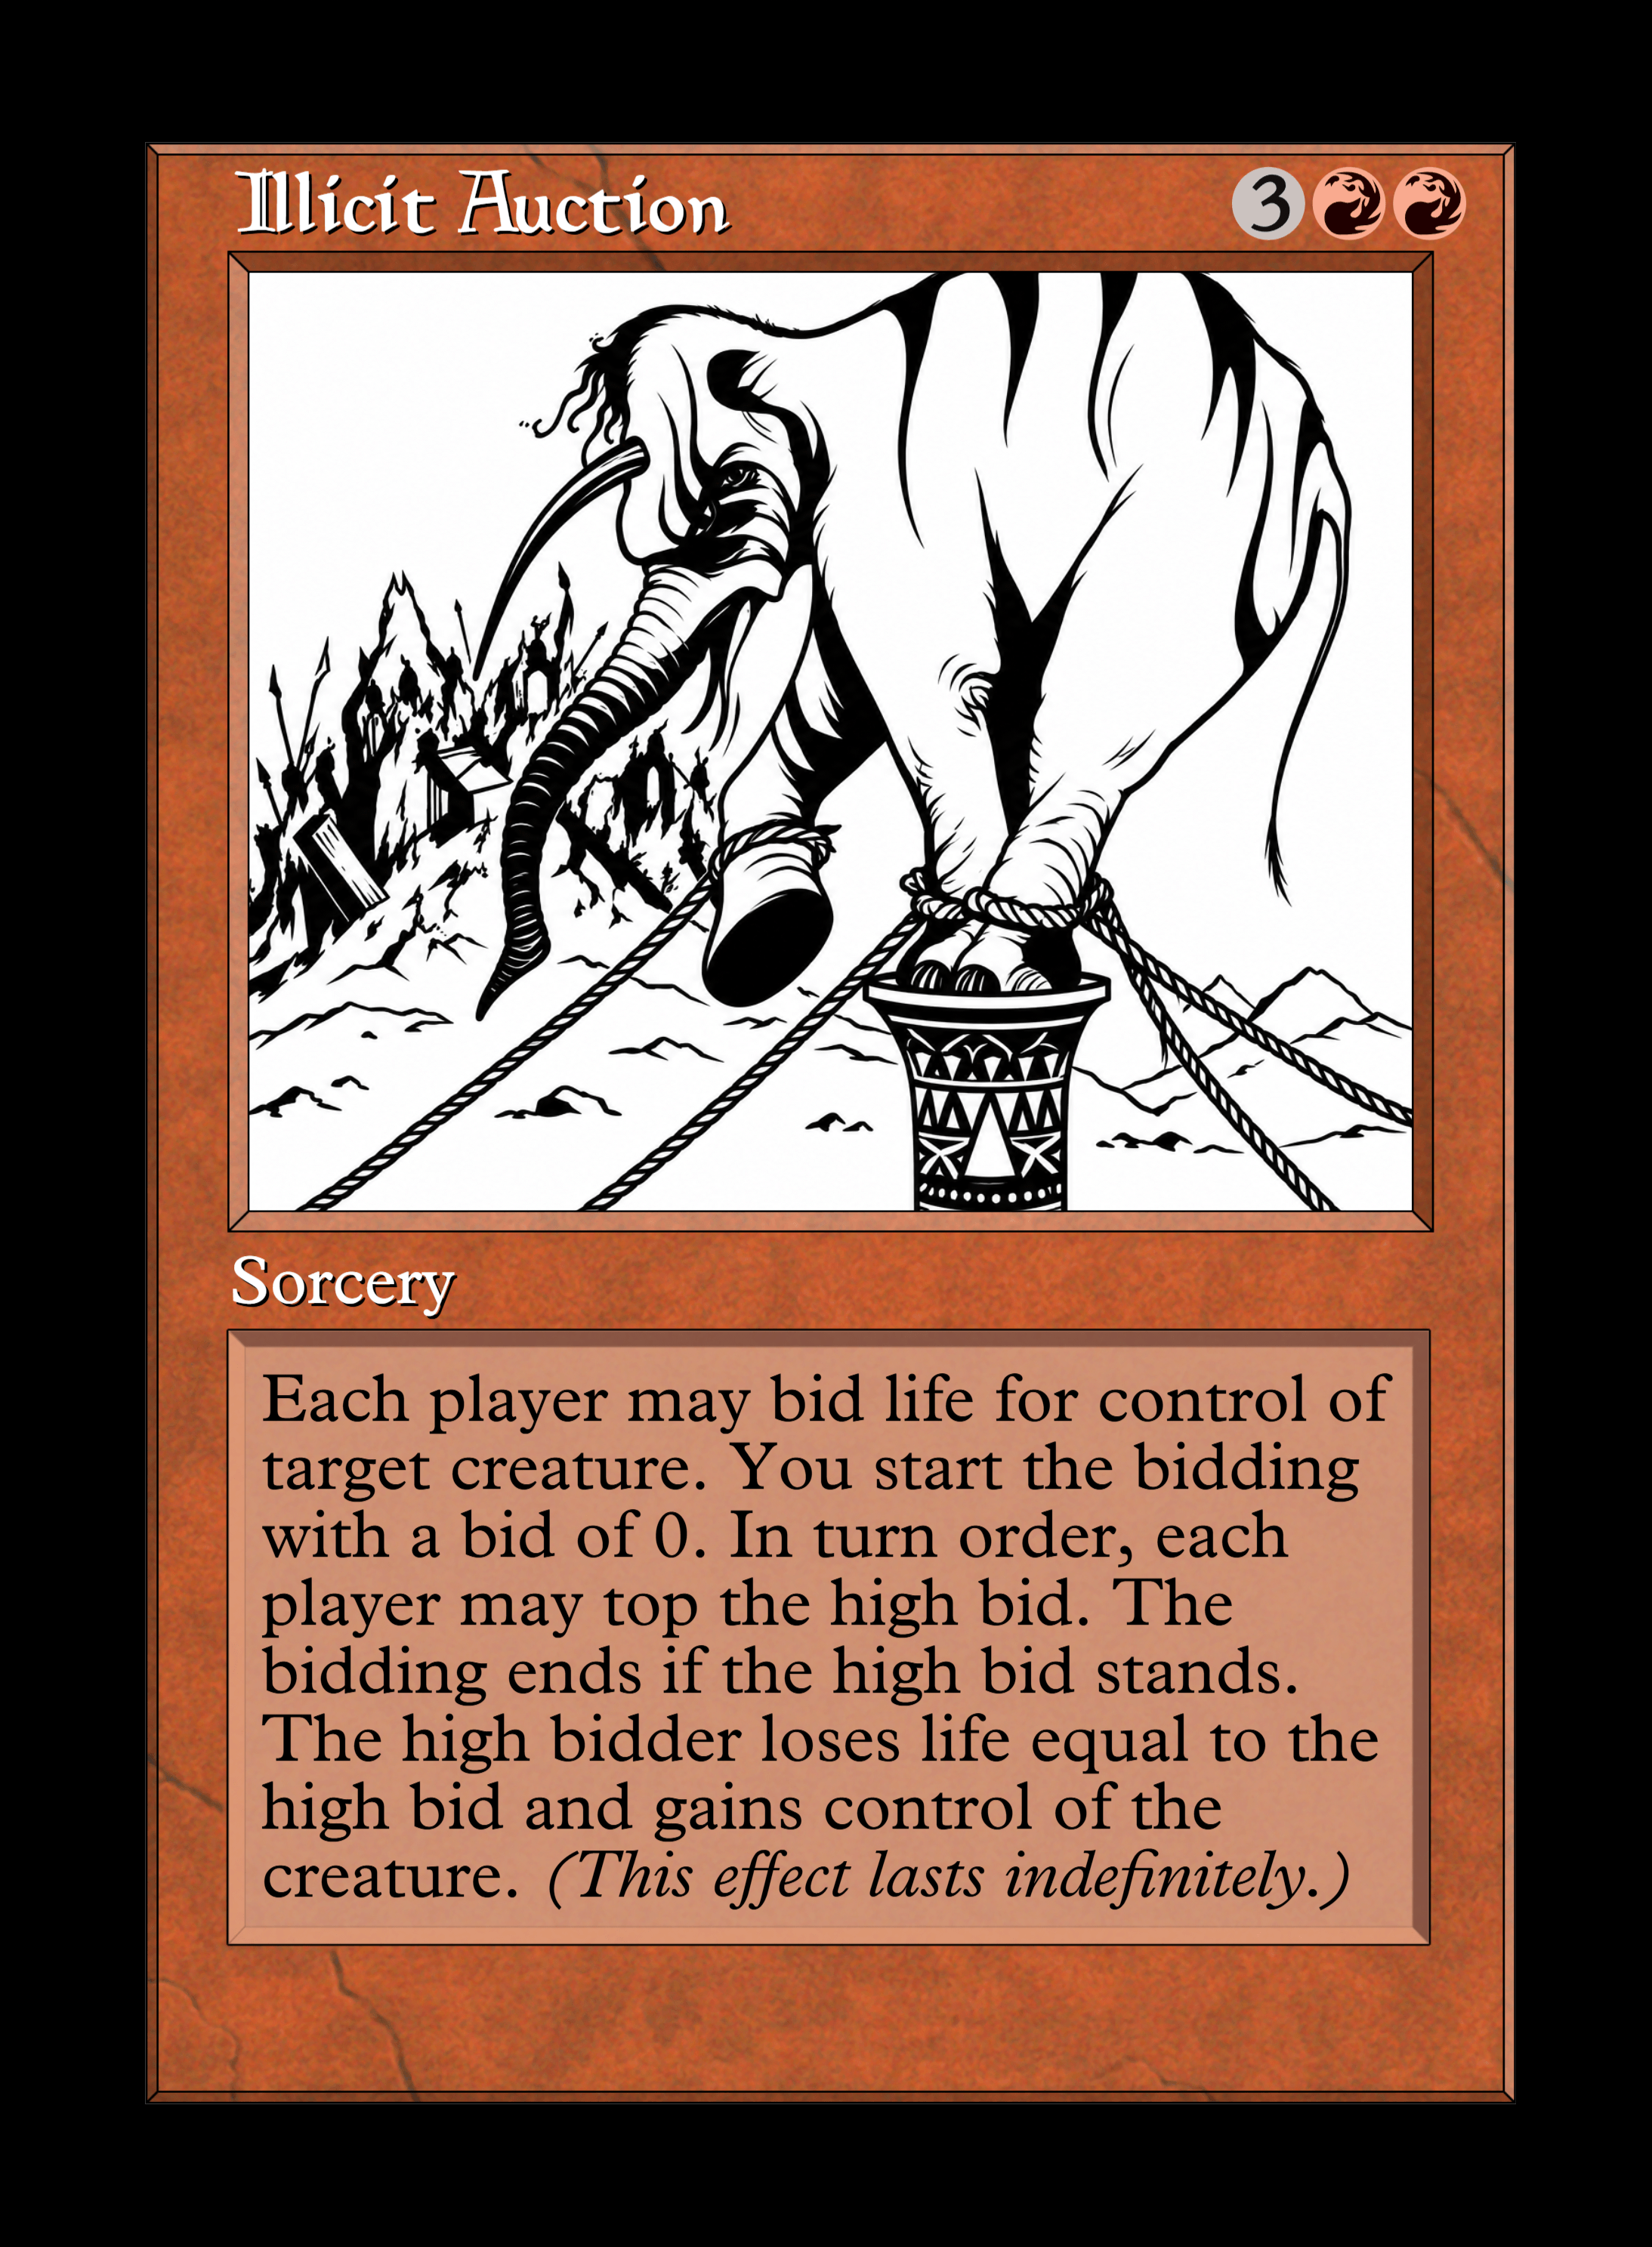 Illicit Auction 3
Sorcery
Each player may bid life for control of
target creature. You start the bidding
with a bid of 0. In turn order, each
player may top the high bid. The
bidding ends if the high bid stands.
The high bidder loses life equal to the
high bid and gains control of the
creature. (This effect lasts indefinitely.)